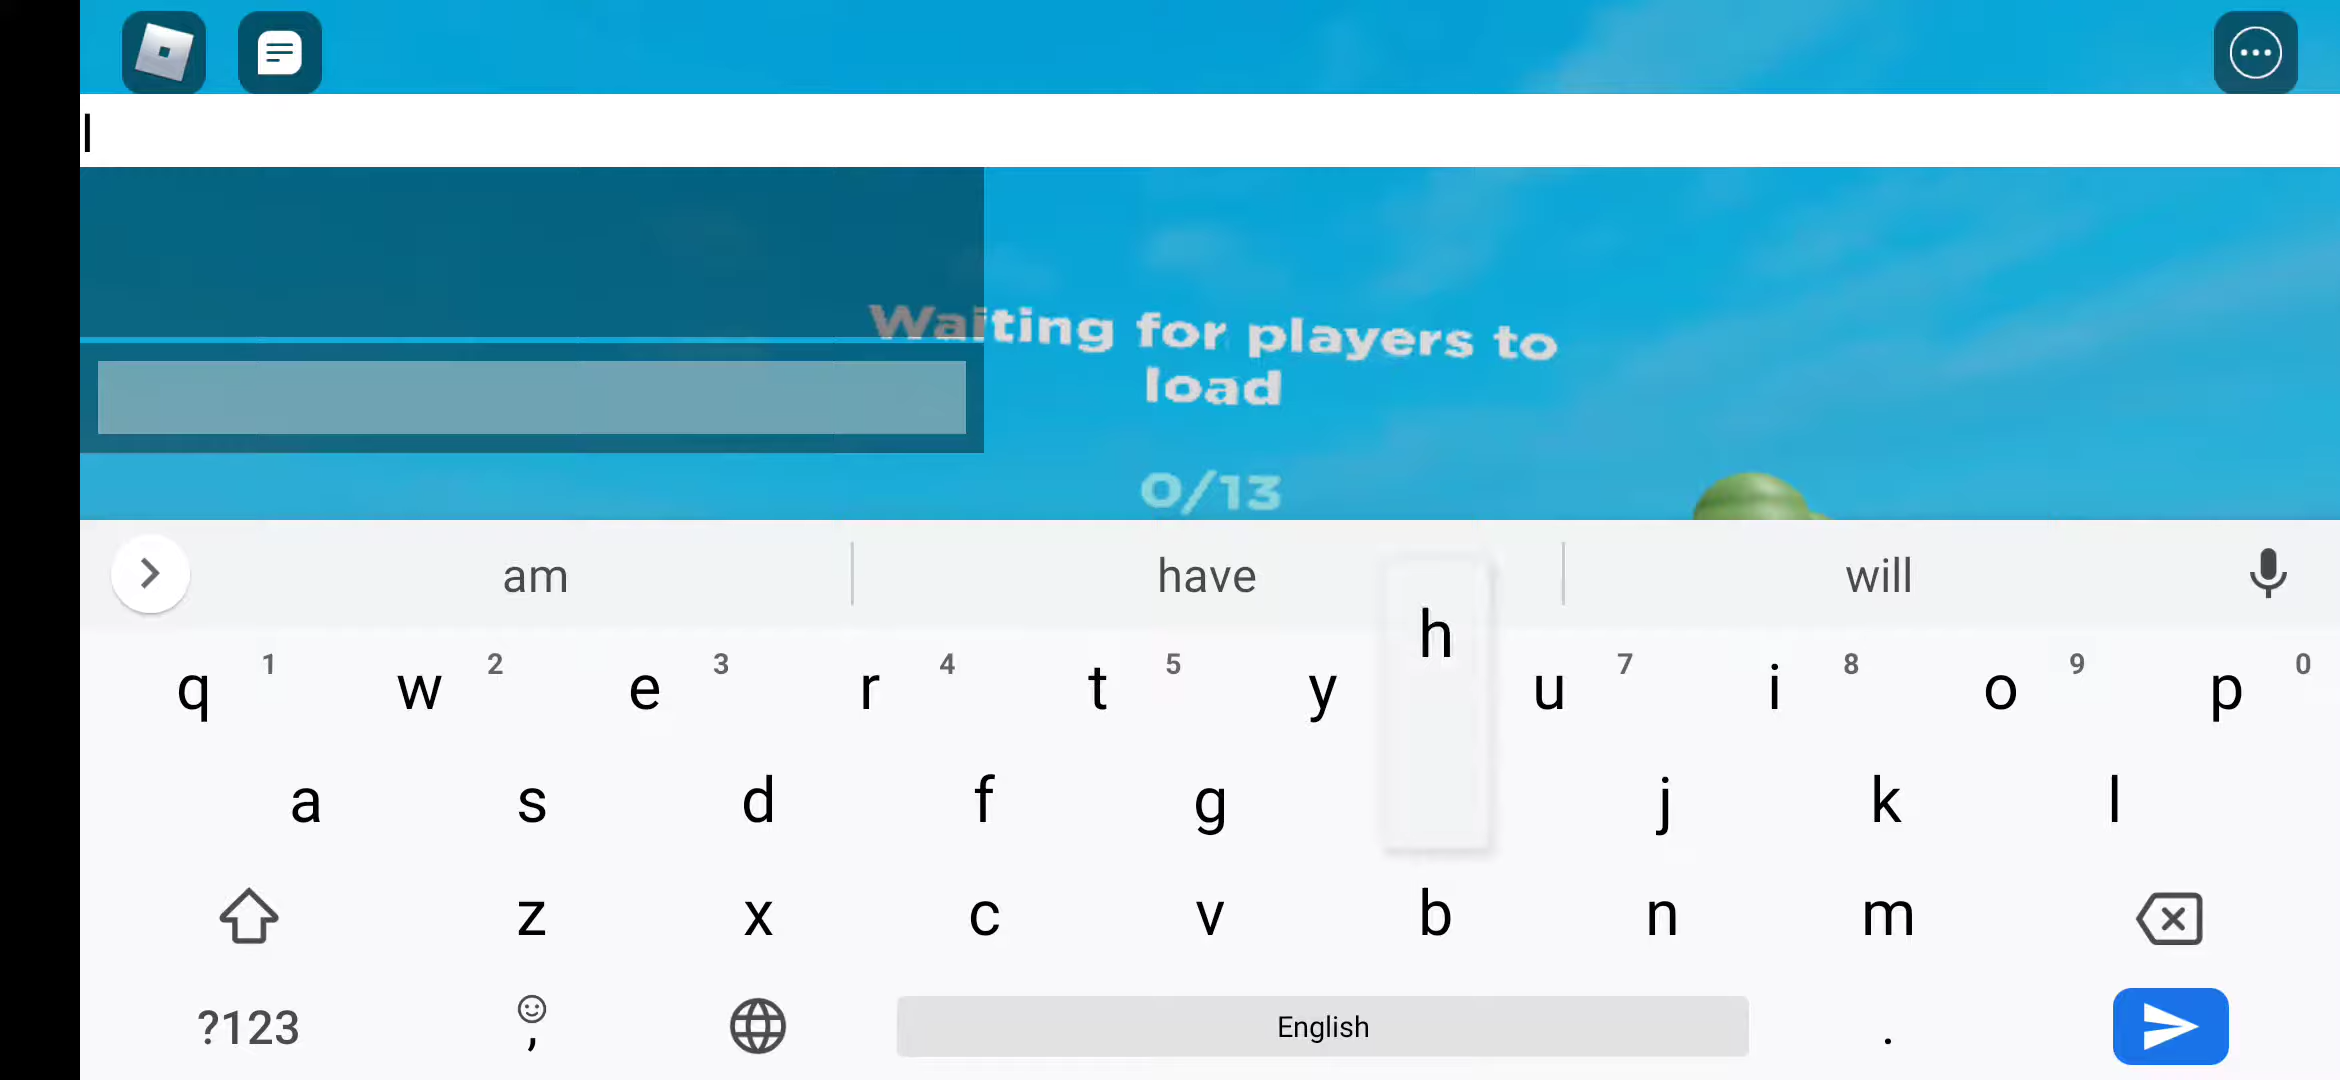 I
Waiting for players to
load
0/13
am have will
h
q 1 w 2 e 3 r 4 t 5 y u 7 i 8 o 9 p 0
a s d f g j k l
z x c v b n m
?123 , English .